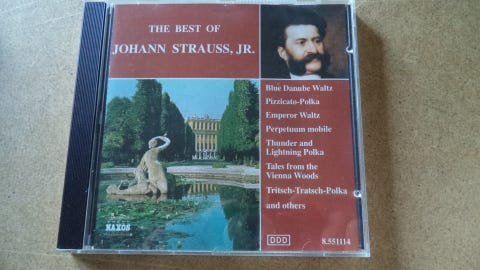 THE BEST OF
JOHANN STRAUSS, JR.
Blue Danube Waltz
Pizzicato-Polka
Emperor Waltz
Perpetuum mobile
Thunder and
Lightning Polka
Tales from the
Vienna Woods
Tritsch-Tratsch-Polka
and others
NAXOS
DDD
8.551114